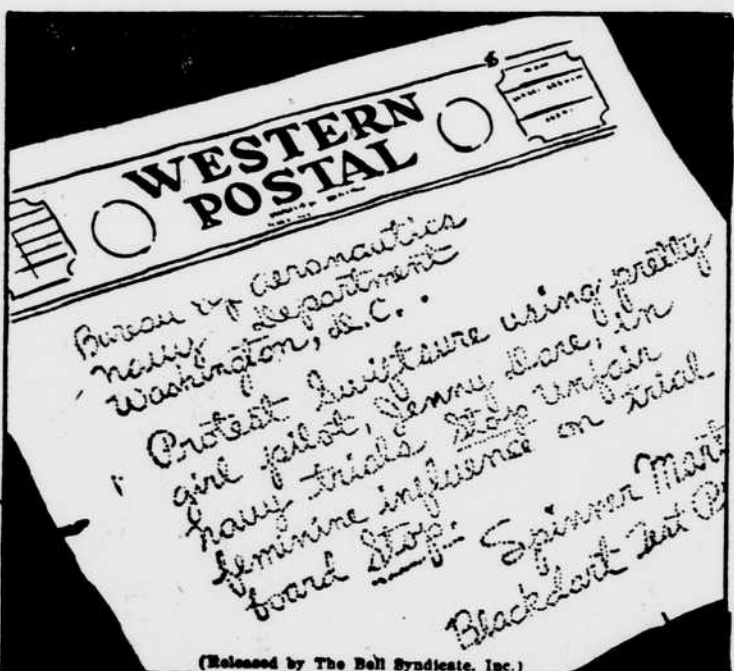 WESTERN
POSTAL
Bureau of Aeronautics
Navy Department
Washington, D.C.
Protest Swiftsure using pretty
girl pilot, Jenny Dare, in
navy trials Stop Unfair
feminine influence on trial
board Stop.
Spinner Mart
Blackdart Test P
(Released by The Bell Syndicate, Inc.)